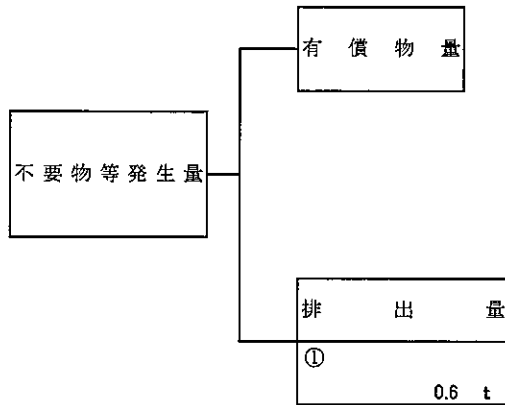 有償物量
不要物等発生量
排出量
①
0.6 t